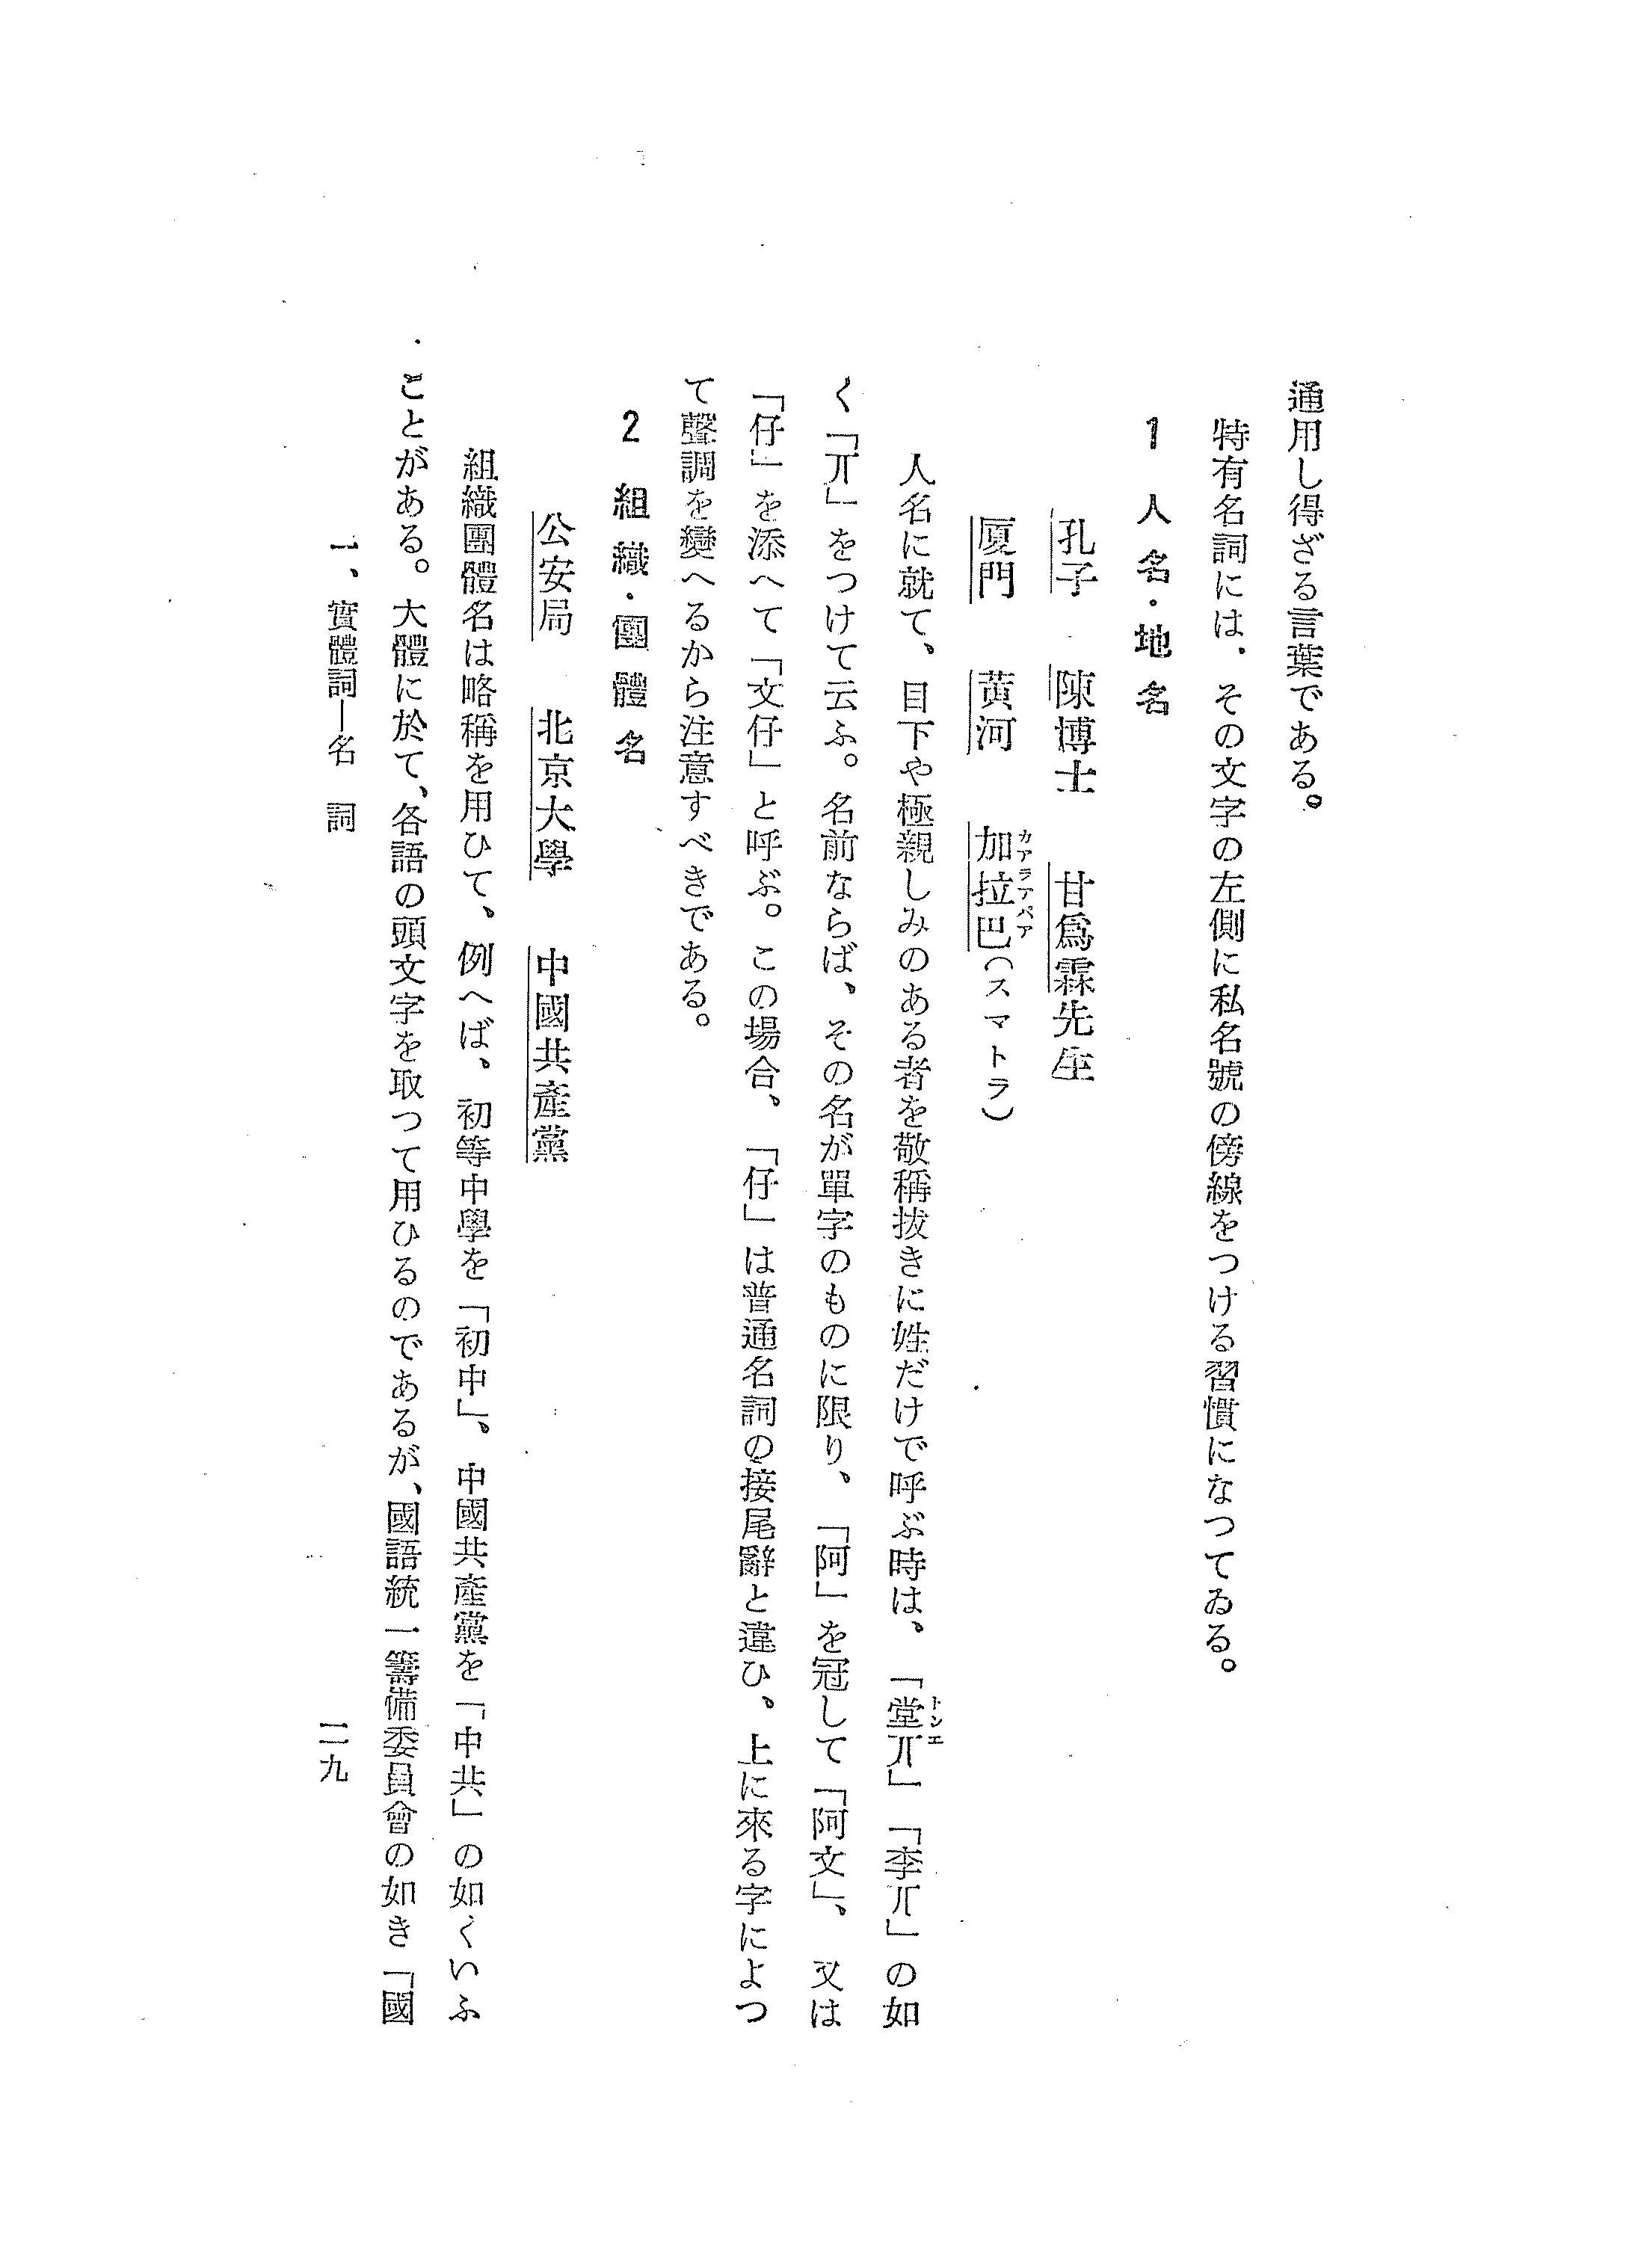 通用し得ざる言葉である。
特有名詞には、その文字の左側に私名號の傍線をつける習慣になつてゐる。
1 人名・地名
孔子 陳博士 甘爲霖先生
厦門 黃河 加拉巴(スマトラ)
カアラアパア
人名に就て、目下や極親しみのある者を敬稱拔きに姓だけで呼ぶ時は、「堂丌」「李丌」の如
トンエ
く「丌」をつけて云ふ。名前ならば、その名が單字のものに限り、「阿」を冠して「阿文」、又は
「仔」を添へて「文仔」と呼ぶ。この場合、「仔」は普通名詞の接尾辭と違ひ、上に來る字によつ
て聲調を變へるから注意すべきである。
2 組織・團體名
公安局 北京大學 中國共產黨
組織團體名は略稱を用ひて、例へば、初等中學を「初中」、中國共產黨を「中共」の如くいふ
ことがある。大體に於て、各語の頭文字を取つて用ひるのであるが、國語統一籌備委員會の如き「國
一、實體詞―名詞
二九